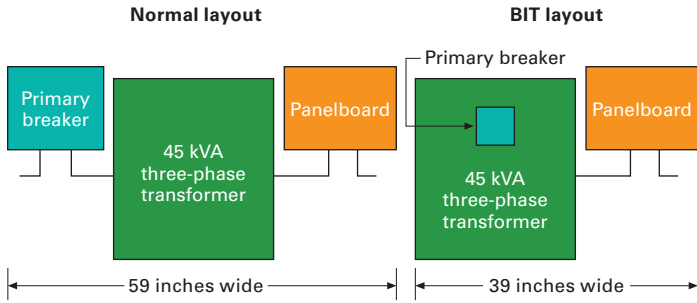 Normal layout
Primary
breaker
45 kVA
three-phase
transformer
Panelboard
59 inches wide
BIT layout
Primary breaker
45 kVA
three-phase
transformer
Panelboard
39 inches wide